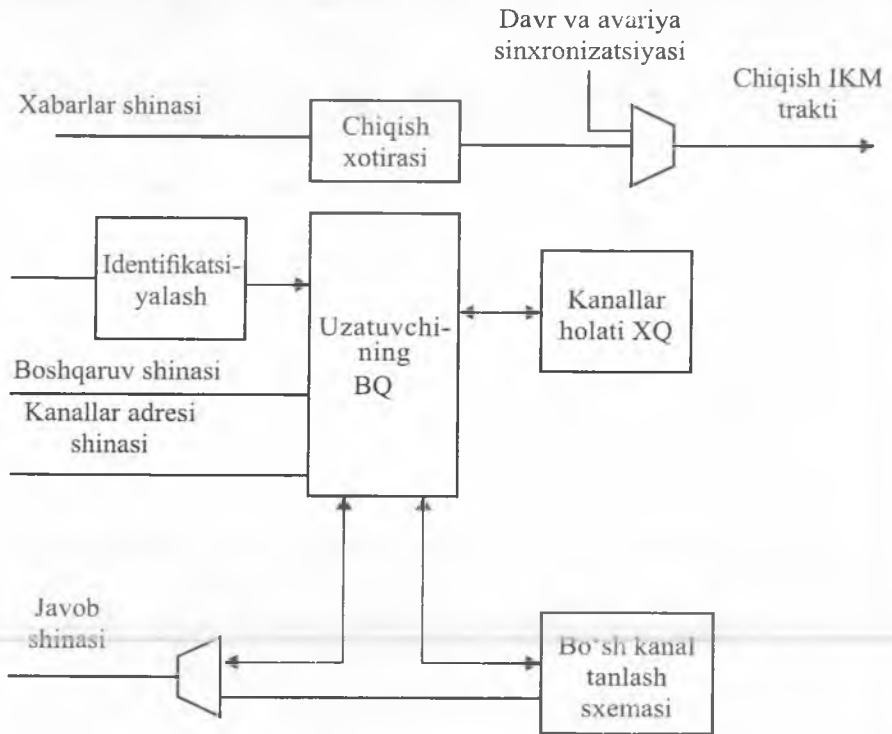 Davr va avariya
sinxronizatsiyasi
Chiqish IKM
trakti
Xabarlar shinasi
Chiqish
xotirasi
Identifikatsi-
yalash
Uzatuvchi-
ning
BQ
Kanallar
holati XQ
Boshqaruv shinasi
Kanallar adresi
shinasi
Javob
shinasi
Bo‘sh kanal
tanlash
sxemasi